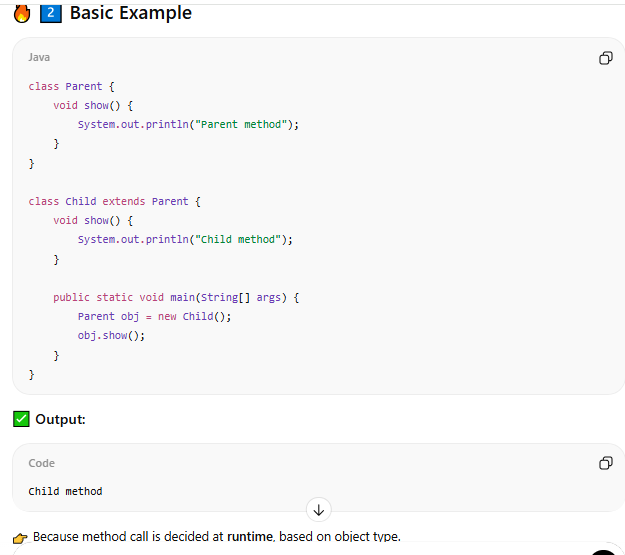 🔥 2️⃣ Basic Example
Java
class Parent {
    void show() {
        System.out.println("Parent method");
    }
}

class Child extends Parent {
    void show() {
        System.out.println("Child method");
    }

    public static void main(String[] args) {
        Parent obj = new Child();
        obj.show();
    }
}
✅ Output:
Code
Child method
👉 Because method call is decided at runtime, based on object type.